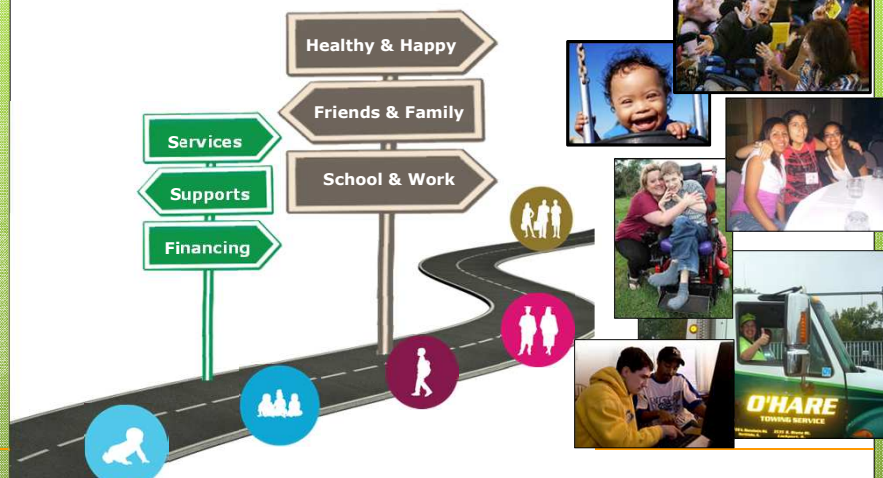 Healthy & Happy
Friends & Family
School & Work
Services
Supports
Financing
O'HARE
TOWING SERVICE